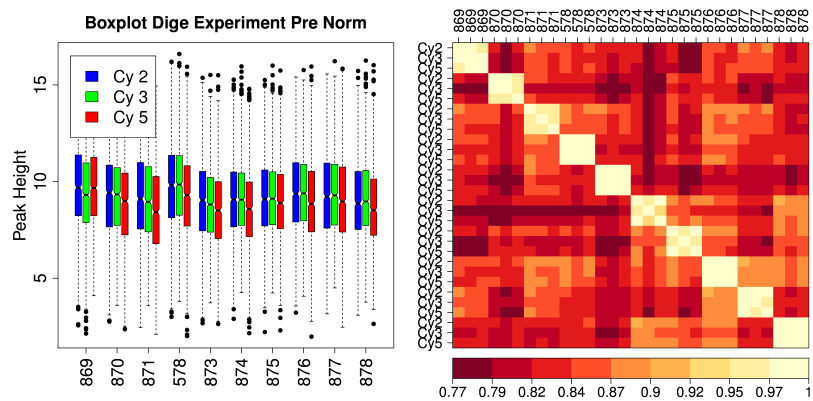 Boxplot Dige Experiment Pre Norm
Peak Height
15
10
5
Cy 2
Cy 3
Cy 5
869 870 871 578 873 874 875 876 877 878
869 869 869 870 870 870 871 871 871 578 578 578 873 873 873 874 874 874 875 875 875 876 876 876 877 877 877 878 878 878
Cy2
Cy3
Cy5
Cy2
Cy3
Cy5
Cy2
Cy3
Cy5
Cy2
Cy3
Cy5
Cy2
Cy3
Cy5
Cy2
Cy3
Cy5
Cy2
Cy3
Cy5
Cy2
Cy3
Cy5
Cy2
Cy3
Cy5
Cy2
Cy3
Cy5
0.77 0.79 0.82 0.84 0.87 0.9 0.92 0.95 0.97 1